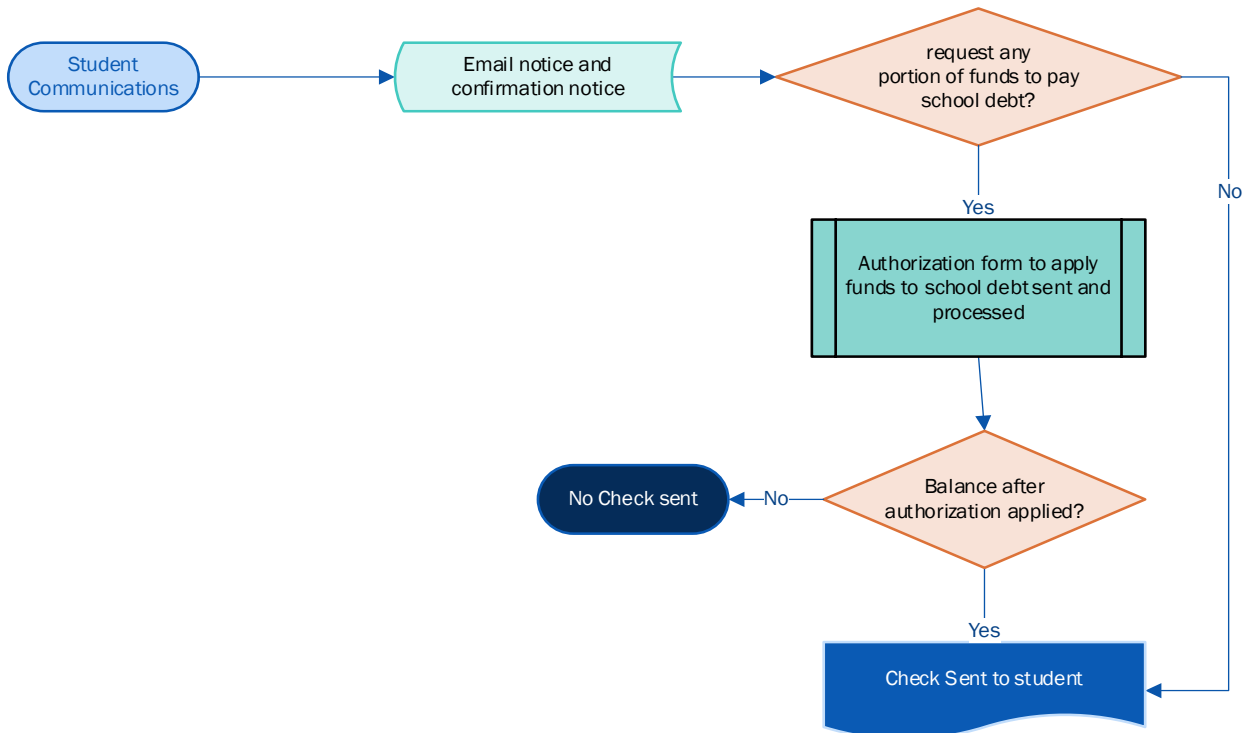 Student
Communications
Email notice and
confirmation notice
request any
portion of funds to pay
school debt?
No
Yes
Authorization form to apply
funds to school debt sent and
processed
Balance after
authorization applied?
No
No Check sent
Yes
Check Sent to student